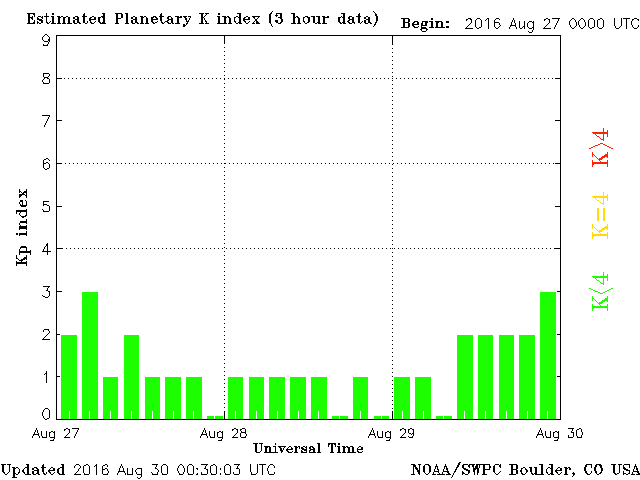 Estimated Planetary K index (3 hour data) Begin: 2016 Aug 27 0000 UTC
9
8
7
6
5
4
3
2
1
0
Kp index
K>4
K=4
K<4
Aug 27 Aug 28 Aug 29 Aug 30
Universal Time
Updated 2016 Aug 30 00:30:03 UTC NOAA/SWPC Boulder, CO USA